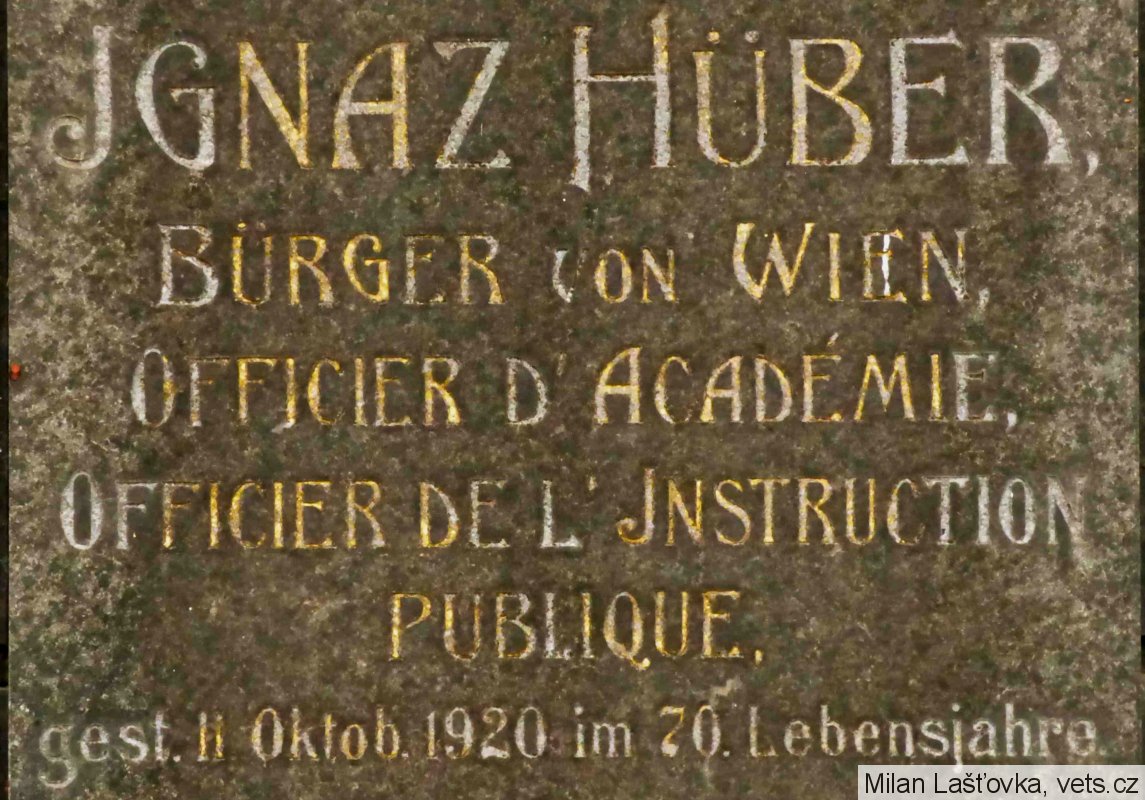 JGNAZ HÜBER,
BÜRGER VON WIEN,
OFFICIER D'ACADÉMIE,
OFFICIER DE L'JNSTRUCTION
PUBLIQUE,
gest. 11 Oktob. 1920 im 70. Lebensjahre.
Milan Lašťovka, vets.cz